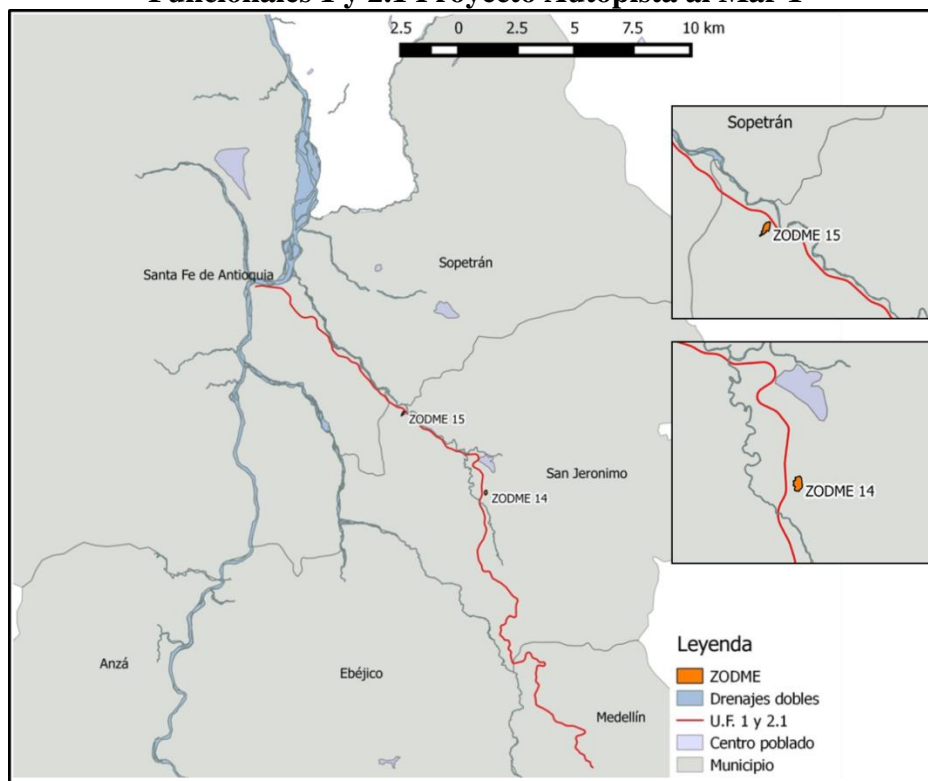 Funcionales 1 y 2.1 Proyecto Autopista al Mar 1
2.5 0 2.5 5 7.5 10 km
Sopetrán
ZODME 15
Santa Fe de Antioquia
Sopetrán
ZODME 15
San Jeronimo
ZODME 14
ZODME 14
Anzá
Ebéjico
Medellín
Leyenda
ZODME
Drenajes dobles
U.F. 1 y 2.1
Centro poblado
Municipio